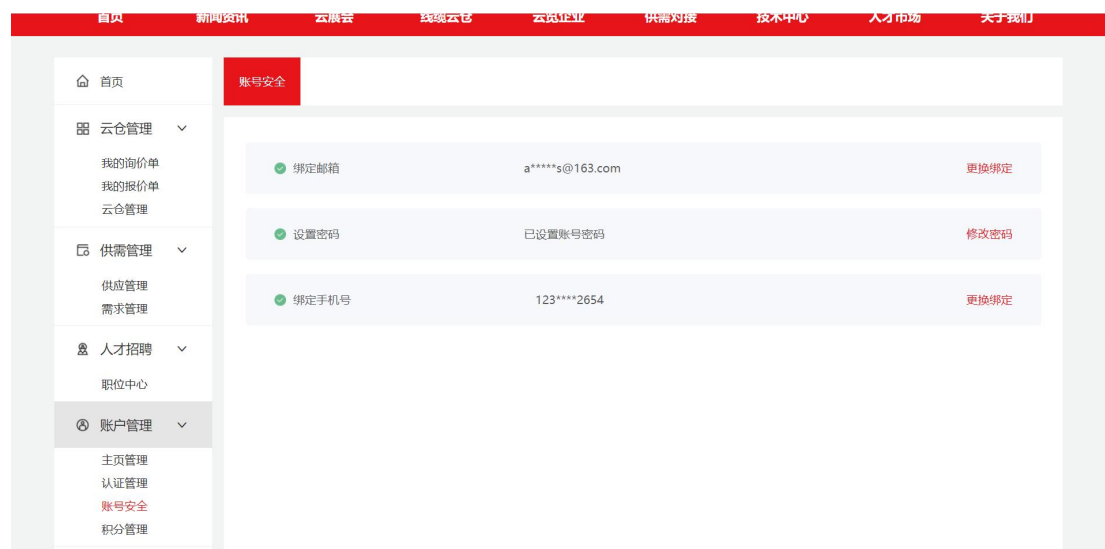 首页 新闻资讯 云展会 线缆云仓 云览企业 供需对接 技术中心 人才市场 关于我们
首页
云仓管理
我的询价单
我的报价单
云仓管理
供需管理
供应管理
需求管理
人才招聘
职位中心
账户管理
主页管理
认证管理
账号安全
积分管理
账号安全
绑定邮箱 a*****s@163.com 更换绑定
设置密码 已设置账号密码 修改密码
绑定手机号 123****2654 更换绑定